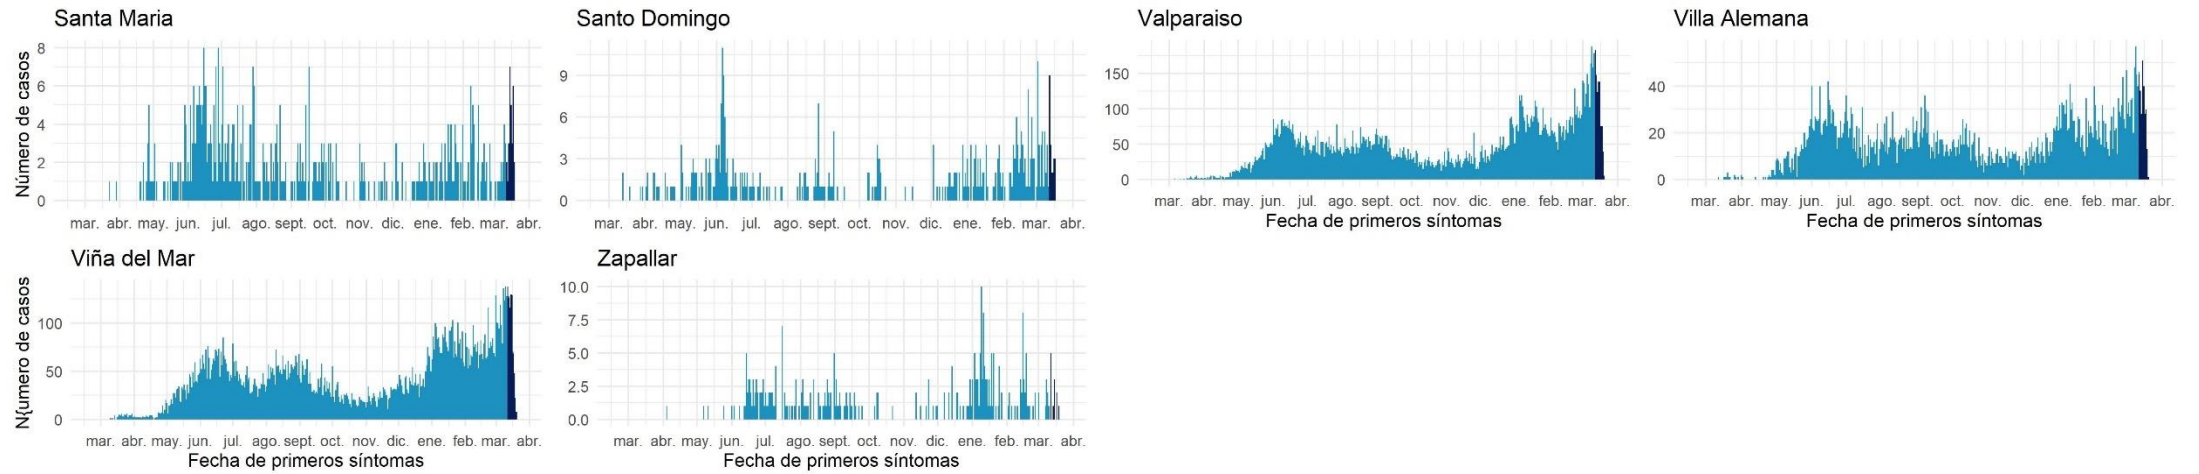 Santa Maria
Número de casos
8
6
4
2
0
mar. abr. may. jun. jul. ago. sept. oct. nov. dic. ene. feb. mar. abr.
Santo Domingo
9
6
3
0
mar. abr. may. jun. jul. ago. sept. oct. nov. dic. ene. feb. mar. abr.
Valparaiso
150
100
50
0
mar. abr. may. jun. jul. ago. sept. oct. nov. dic. ene. feb. mar. abr.
Fecha de primeros síntomas
Villa Alemana
40
20
0
mar. abr. may. jun. jul. ago. sept. oct. nov. dic. ene. feb. mar. abr.
Fecha de primeros síntomas
Viña del Mar
N{umero de casos
100
50
0
mar. abr. may. jun. jul. ago. sept. oct. nov. dic. ene. feb. mar. abr.
Fecha de primeros síntomas
Zapallar
10.0
7.5
5.0
2.5
0.0
mar. abr. may. jun. jul. ago. sept. oct. nov. dic. ene. feb. mar. abr.
Fecha de primeros síntomas